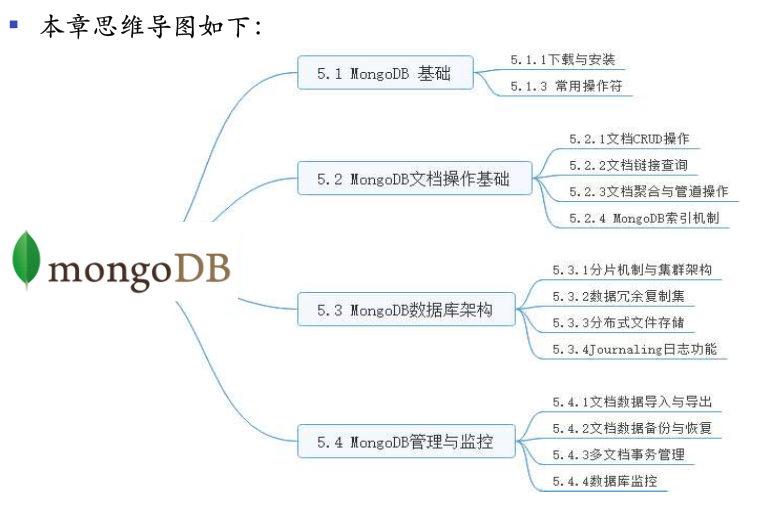 本章思维导图如下:
5.1 MongoDB 基础
5.1.1下载与安装
5.1.3 常用操作符
5.2 MongoDB文档操作基础
5.2.1文档CRUD操作
5.2.2文档链接查询
5.2.3文档聚合与管道操作
5.2.4 MongoDB索引机制
mongoDB
5.3 MongoDB数据库架构
5.3.1分片机制与集群架构
5.3.2数据冗余复制集
5.3.3分布式文件存储
5.3.4Journaling日志功能
5.4 MongoDB管理与监控
5.4.1文档数据导入与导出
5.4.2文档数据备份与恢复
5.4.3多文档事务管理
5.4.4数据库监控